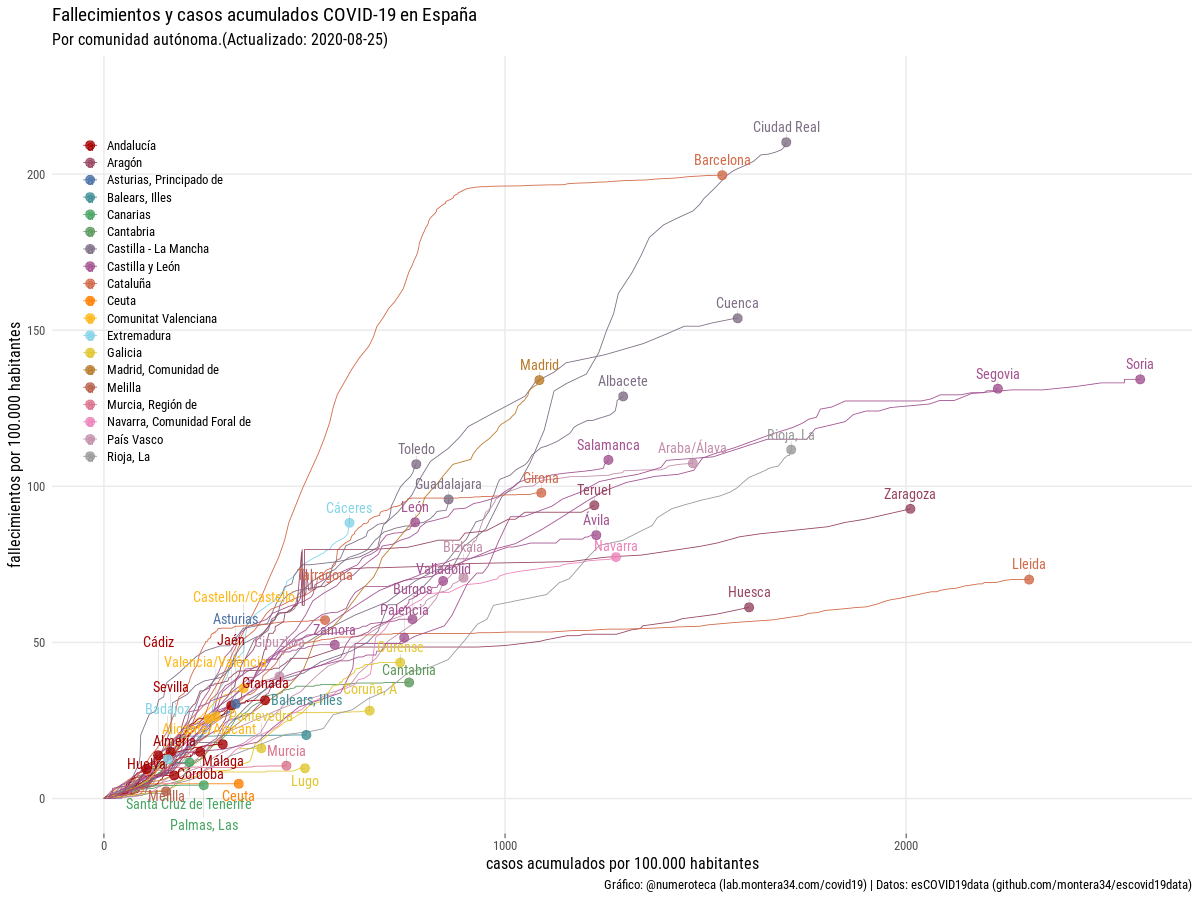 Fallecimientos y casos acumulados COVID-19 en España
Por comunidad autónoma.(Actualizado: 2020-08-25)
fallecimientos por 100.000 habitantes
200
150
100
50
0
Andalucía
Aragón
Asturias, Principado de
Balears, Illes
Canarias
Cantabria
Castilla - La Mancha
Castilla y León
Cataluña
Ceuta
Comunitat Valenciana
Extremadura
Galicia
Madrid, Comunidad de
Melilla
Murcia, Región de
Navarra, Comunidad Foral de
País Vasco
Rioja, La
Ciudad Real
Barcelona
Cuenca
Madrid
Soria
Segovia
Albacete
Rioja, La
Toledo
Salamanca
Araba/Álava
Girona
Guadalajara
Teruel
Zaragoza
Cáceres
León
Ávila
Bizkaia
Navarra
Tarragona
Valladolid
Lleida
Burgos
Huesca
Castellón/Castelló
Palencia
Asturias
Zamora
Cádiz
Jaén
Gipuzkoa
Ourense
Valencia/València
Cantabria
Sevilla
Granada
Coruña, A
Balears, Illes
Badajoz
Pontevedra
Alicante/Alacant
Almería
Murcia
Huelva
Málaga
Córdoba
Lugo
Melilla
Ceuta
Santa Cruz de Tenerife
Palmas, Las
0
1000
2000
casos acumulados por 100.000 habitantes
Gráfico: @numeroteca (lab.montera34.com/covid19) | Datos: esCOVID19data (github.com/montera34/escovid19data)